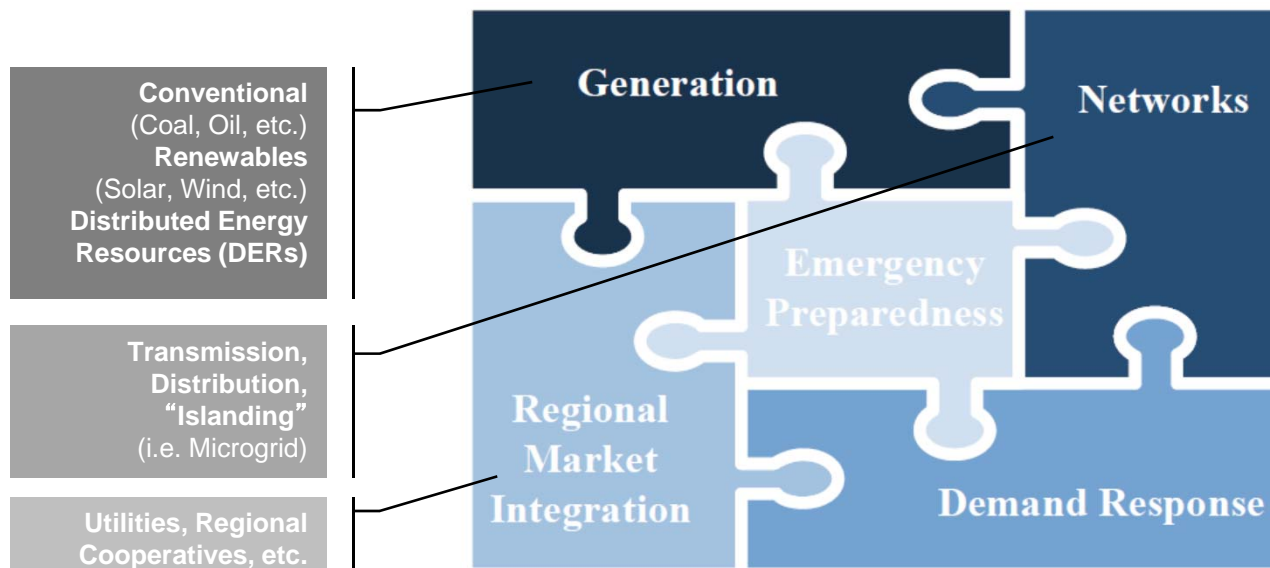 Conventional
(Coal, Oil, etc.)
Renewables
(Solar, Wind, etc.)
Distributed Energy
Resources (DERs)
Transmission,
Distribution,
“Islanding”
(i.e. Microgrid)
Utilities, Regional
Cooperatives, etc.
Generation
Networks
Emergency
Preparedness
Regional
Market
Integration
Demand Response